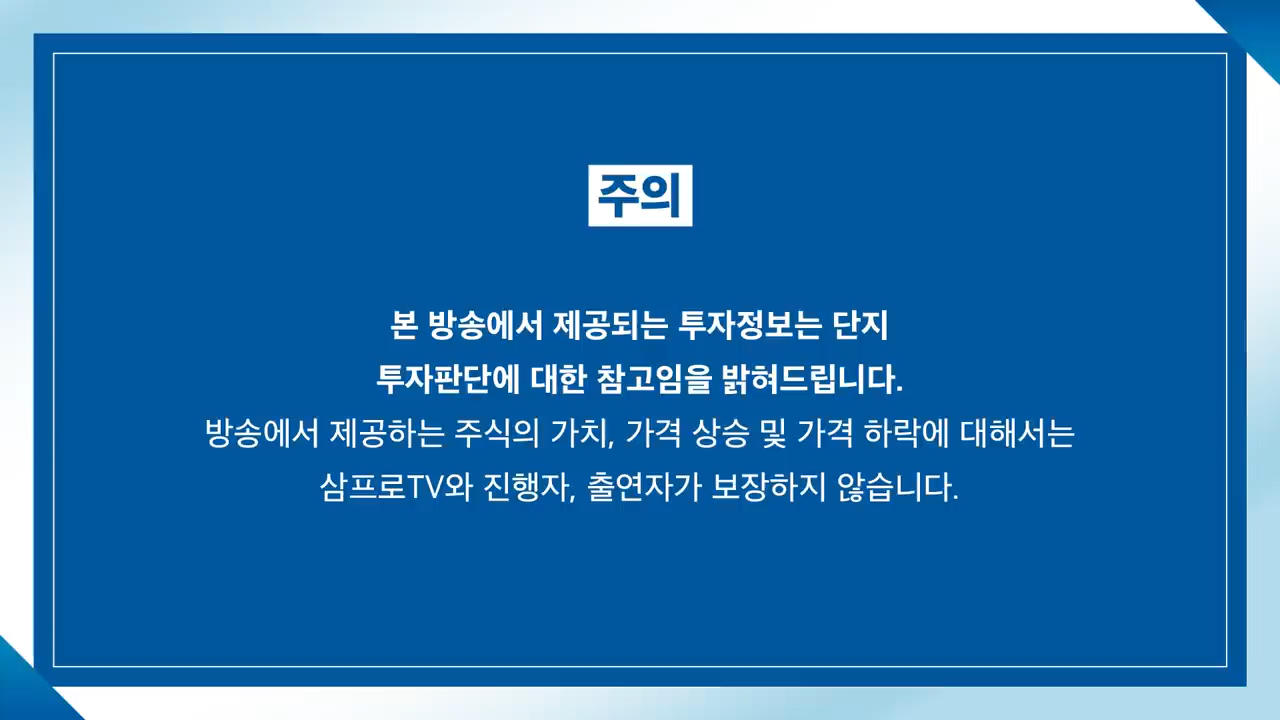 주의
본 방송에서 제공되는 투자정보는 단지
투자판단에 대한 참고임을 밝혀드립니다.
방송에서 제공하는 주식의 가치, 가격 상승 및 가격 하락에 대해서는
삼프로TV와 진행자, 출연자가 보장하지 않습니다.